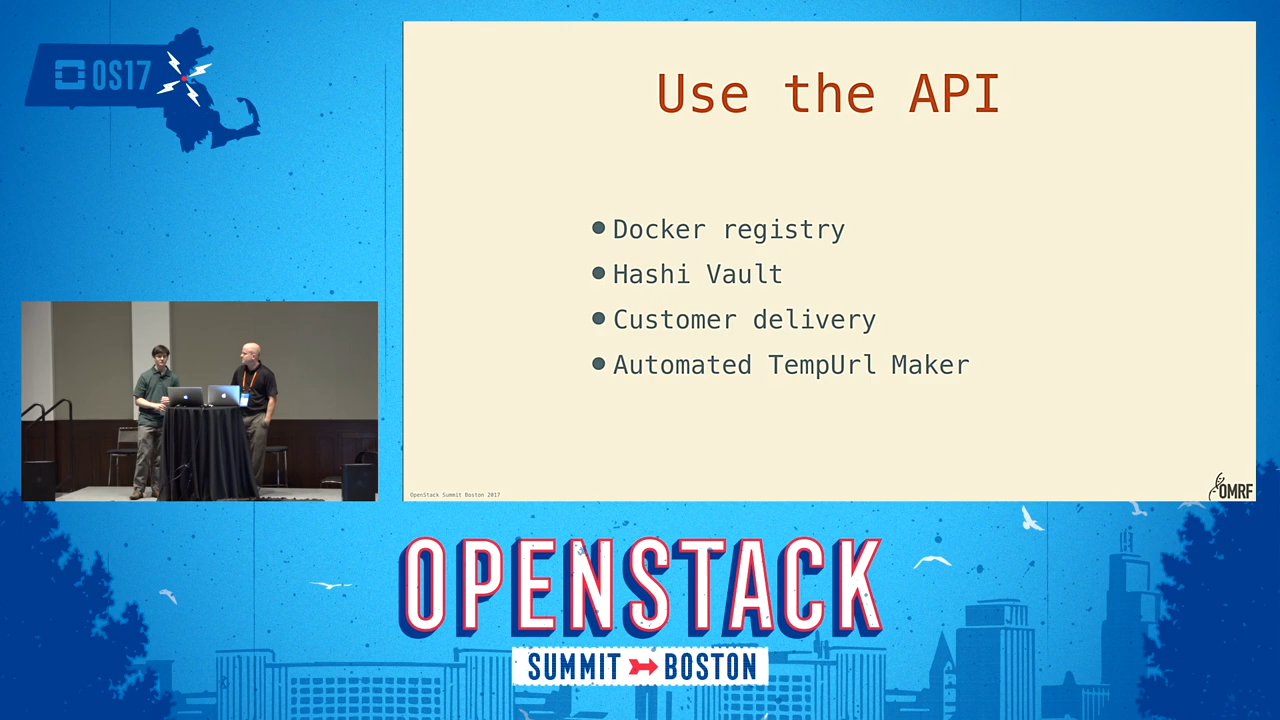 OS17
Use the API
Docker registry
Hashi Vault
Customer delivery
Automated TempUrl Maker
OpenStack Summit Boston 2017
OMRF
OPENSTACK
SUMMIT BOSTON